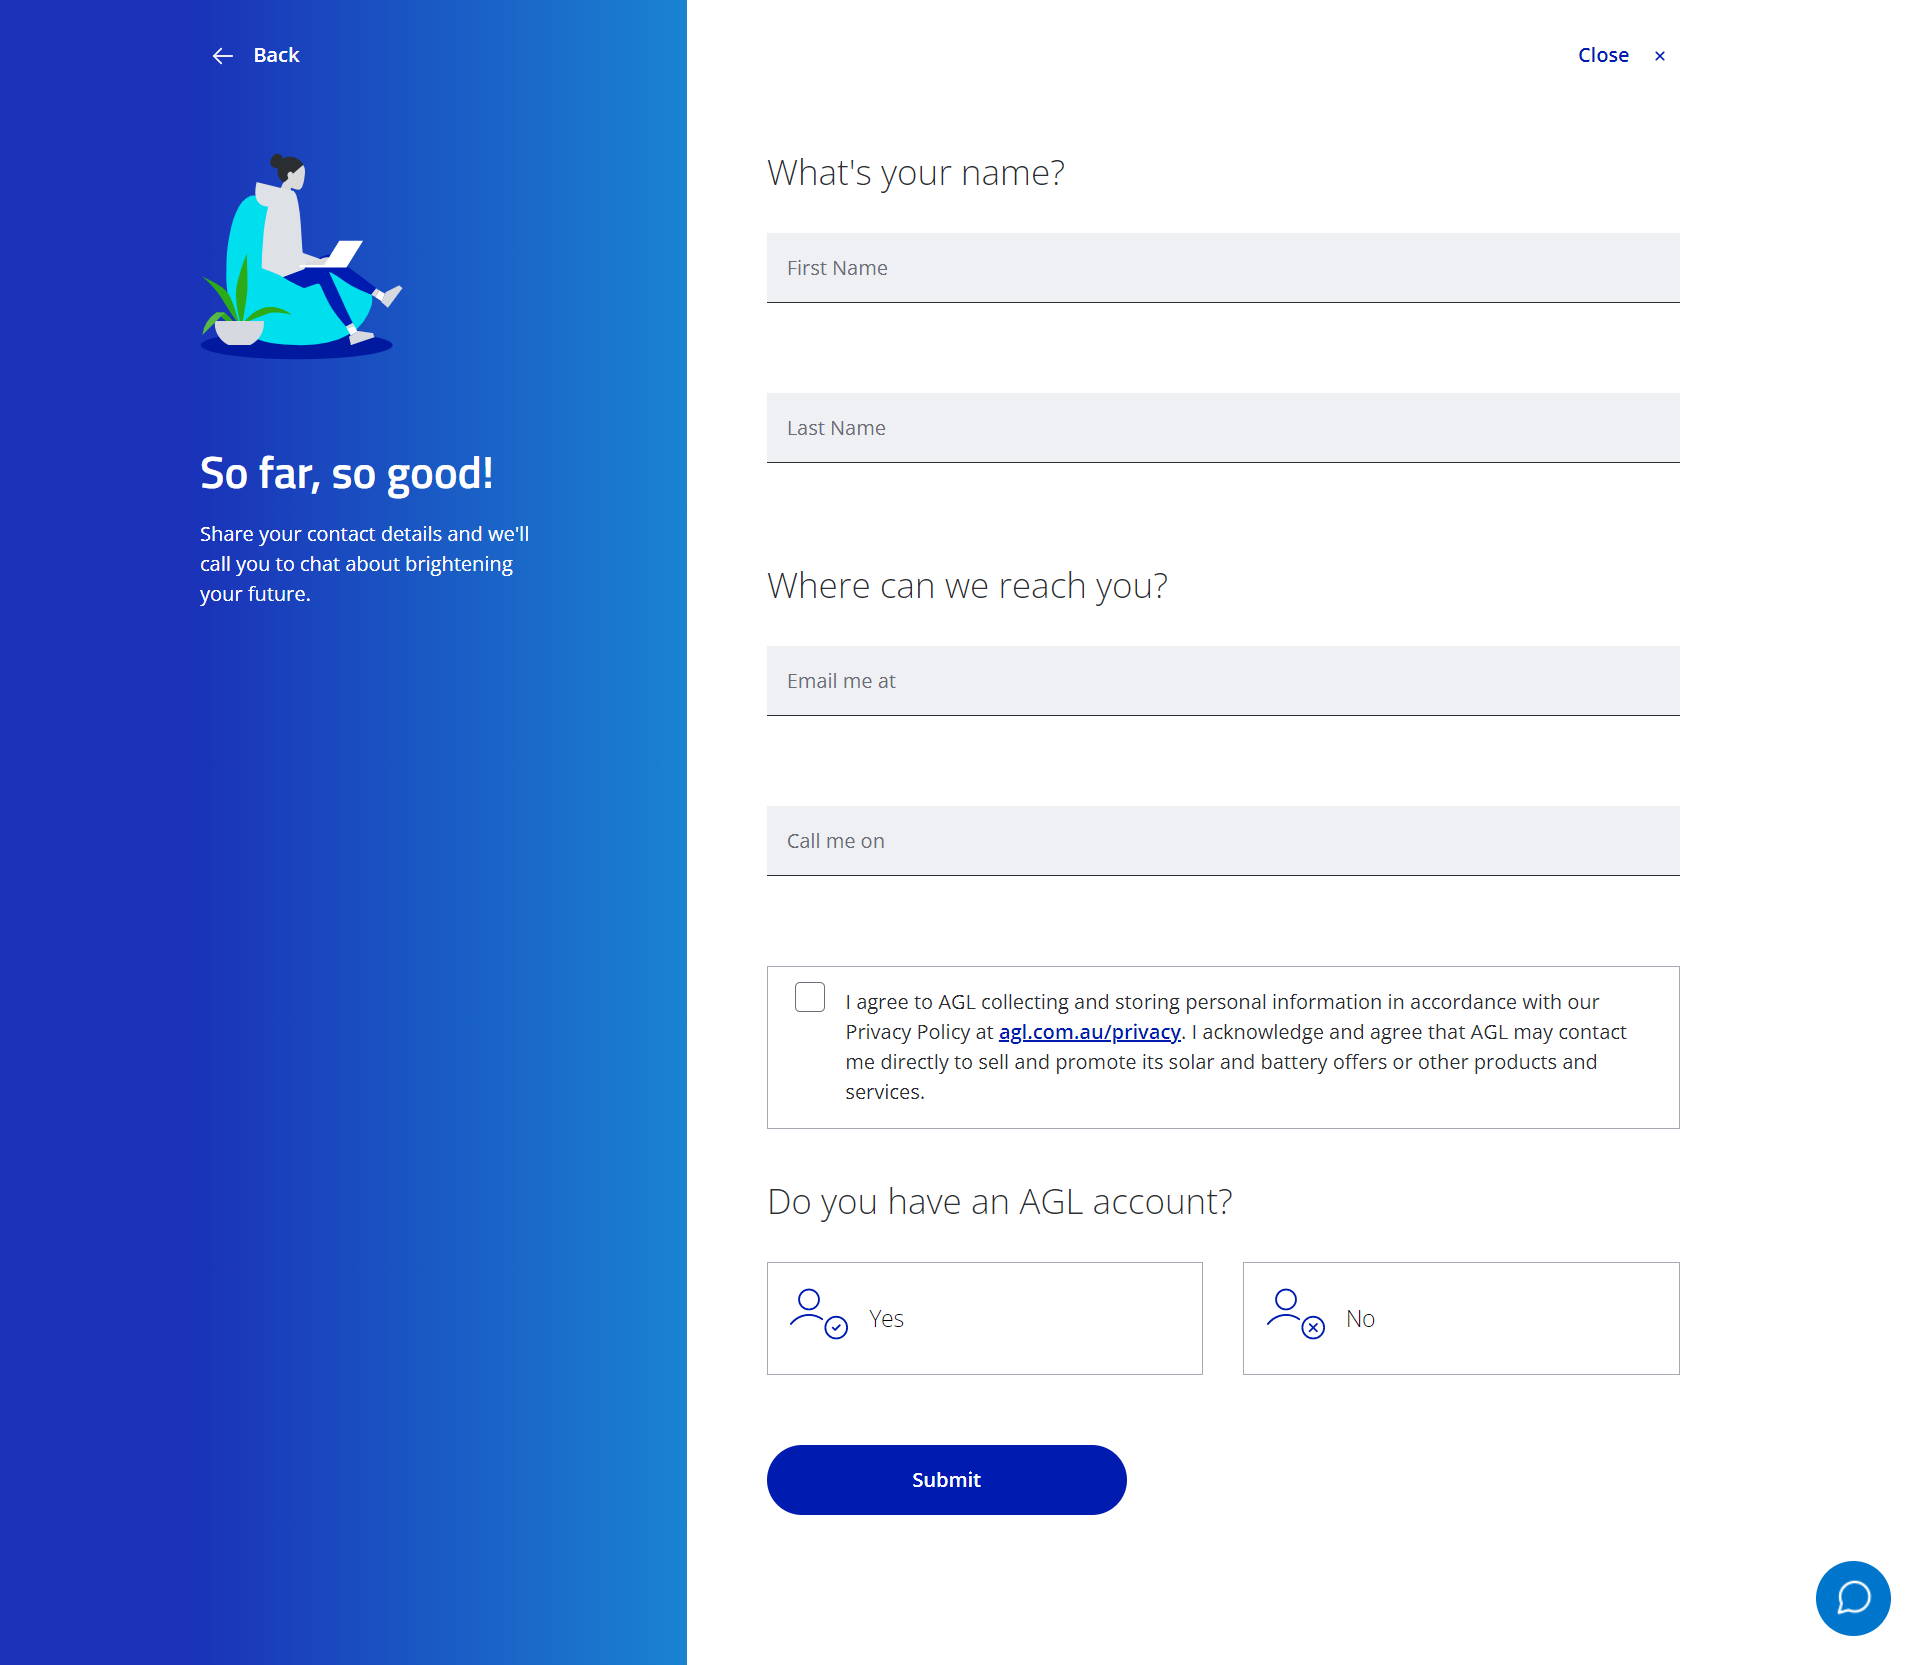 Back
Close
So far, so good!
Share your contact details and we'll
call you to chat about brightening
your future.
What's your name?
First Name
Last Name
Where can we reach you?
Email me at
Call me on
I agree to AGL collecting and storing personal information in accordance with our
Privacy Policy at agl.com.au/privacy. I acknowledge and agree that AGL may contact
me directly to sell and promote its solar and battery offers or other products and
services.
Do you have an AGL account?
Yes
No
Submit